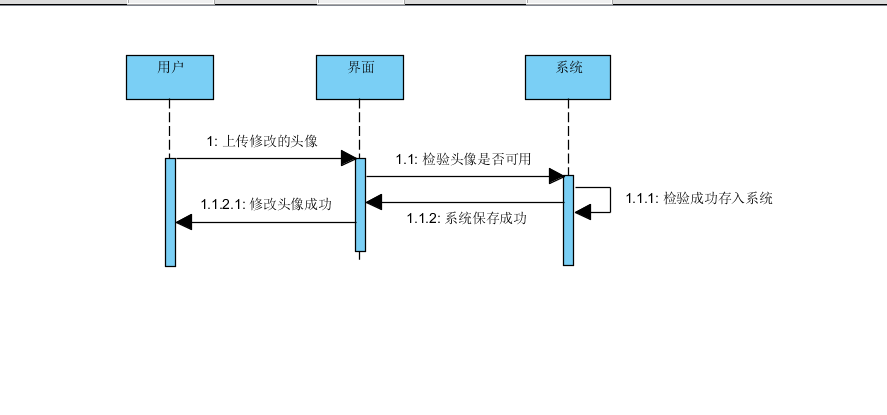 用户
界面
系统
1: 上传修改的头像
1.1: 检验头像是否可用
1.1.1: 检验成功存入系统
1.1.2.1: 修改头像成功
1.1.2: 系统保存成功